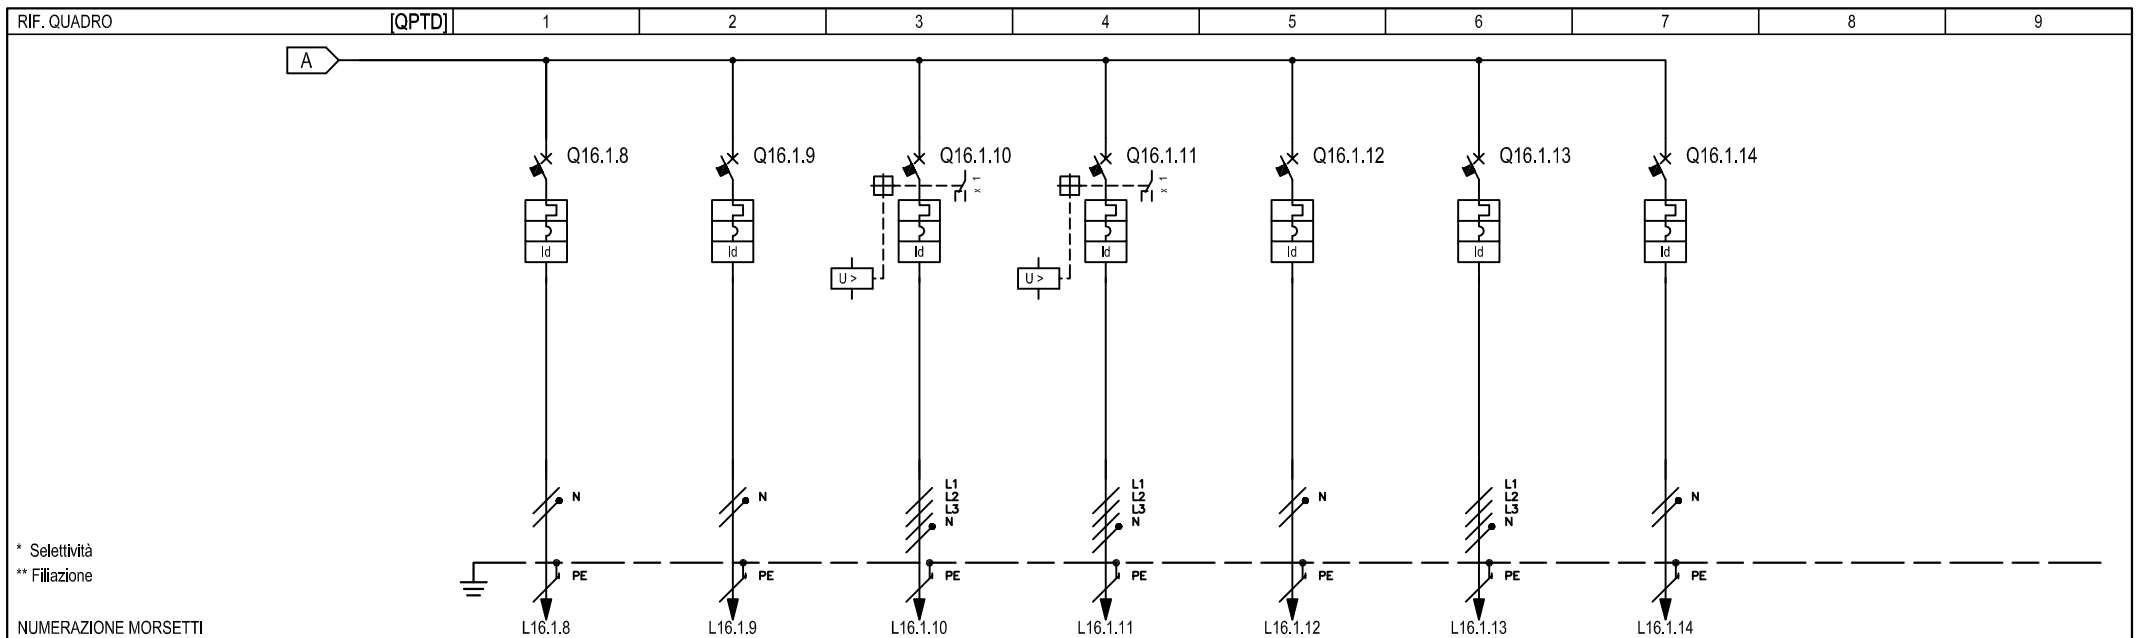 RIF. QUADRO [QPTD] 1 2 3 4 5 6 7 8 9
A
Q16.1.8 Q16.1.9 Q16.1.10 Q16.1.11 Q16.1.12 Q16.1.13 Q16.1.14
x 1 x 1
Id Id Id Id Id Id Id
U > U >
L1 L1 L1
N N L2 L2 N L2 N
L3 L3 L3
N N N
* Selettività
** Filiazione
PE PE PE PE PE PE PE
NUMERAZIONE MORSETTI L16.1.8 L16.1.9 L16.1.10 L16.1.11 L16.1.12 L16.1.13 L16.1.14